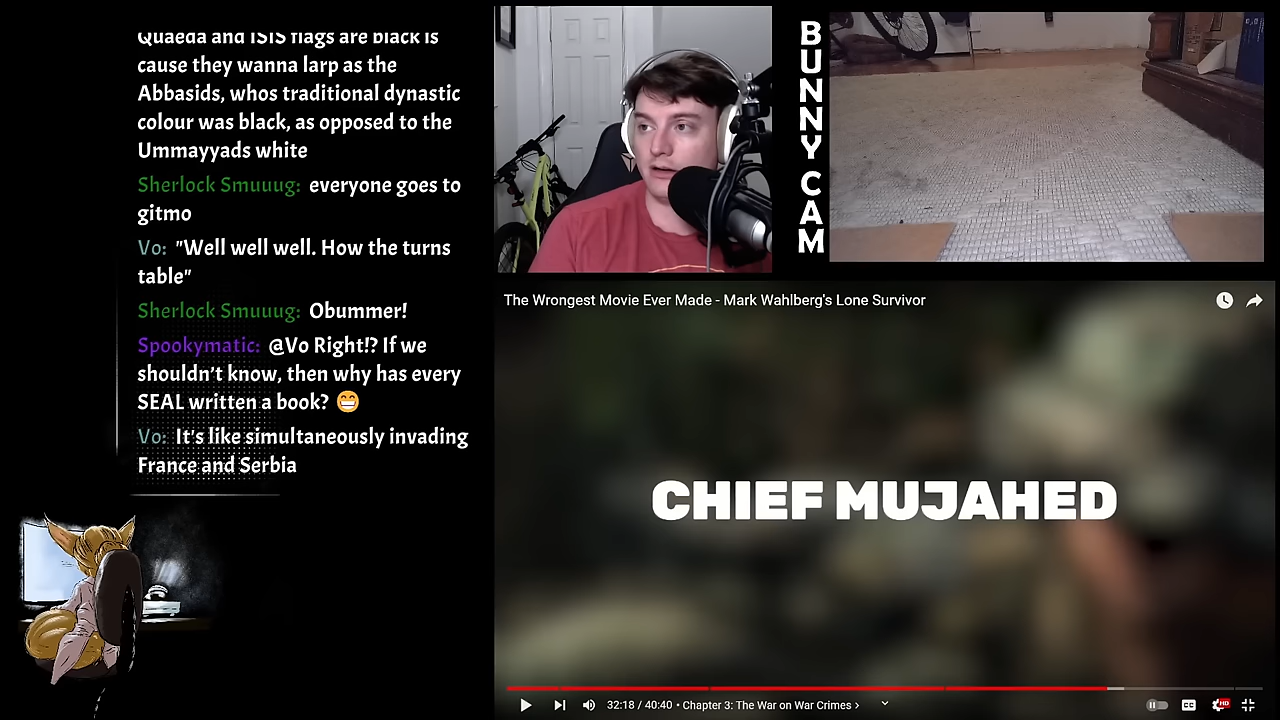 Quaeda and ISIS flags are black is
cause they wanna larp as the
Abbasids, whos traditional dynastic
colour was black, as opposed to the
Ummayyads white
Sherlock Smuuug: everyone goes to
gitmo
Vo: "Well well well. How the turns
table"
Sherlock Smuuug: Obummer!
Spookymatic: @Vo Right!? If we
shouldn't know, then why has every
SEAL written a book? 😁
Vo: It's like simultaneously invading
France and Serbia
BUNNY CAM
The Wrongest Movie Ever Made - Mark Wahlberg's Lone Survivor
CHIEF MUJAHED
32:18 / 40:40 • Chapter 3: The War on War Crimes ›
CC
HD